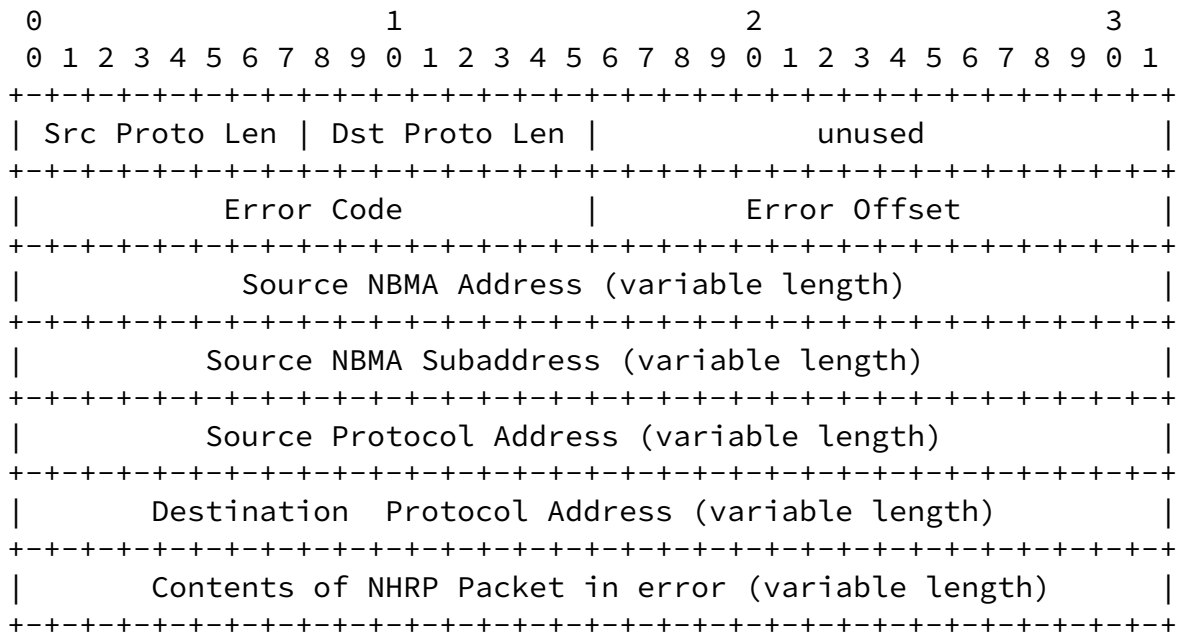 0                   1                   2                   3
 0 1 2 3 4 5 6 7 8 9 0 1 2 3 4 5 6 7 8 9 0 1 2 3 4 5 6 7 8 9 0 1
+-+-+-+-+-+-+-+-+-+-+-+-+-+-+-+-+-+-+-+-+-+-+-+-+-+-+-+-+-+-+-+-+
| Src Proto Len | Dst Proto Len |            unused             |
+-+-+-+-+-+-+-+-+-+-+-+-+-+-+-+-+-+-+-+-+-+-+-+-+-+-+-+-+-+-+-+-+
|           Error Code          |        Error Offset           |
+-+-+-+-+-+-+-+-+-+-+-+-+-+-+-+-+-+-+-+-+-+-+-+-+-+-+-+-+-+-+-+-+
|            Source NBMA Address (variable length)              |
+-+-+-+-+-+-+-+-+-+-+-+-+-+-+-+-+-+-+-+-+-+-+-+-+-+-+-+-+-+-+-+-+
|          Source NBMA Subaddress (variable length)             |
+-+-+-+-+-+-+-+-+-+-+-+-+-+-+-+-+-+-+-+-+-+-+-+-+-+-+-+-+-+-+-+-+
|          Source Protocol Address (variable length)            |
+-+-+-+-+-+-+-+-+-+-+-+-+-+-+-+-+-+-+-+-+-+-+-+-+-+-+-+-+-+-+-+-+
|       Destination  Protocol Address (variable length)         |
+-+-+-+-+-+-+-+-+-+-+-+-+-+-+-+-+-+-+-+-+-+-+-+-+-+-+-+-+-+-+-+-+
|       Contents of NHRP Packet in error (variable length)      |
+-+-+-+-+-+-+-+-+-+-+-+-+-+-+-+-+-+-+-+-+-+-+-+-+-+-+-+-+-+-+-+-+